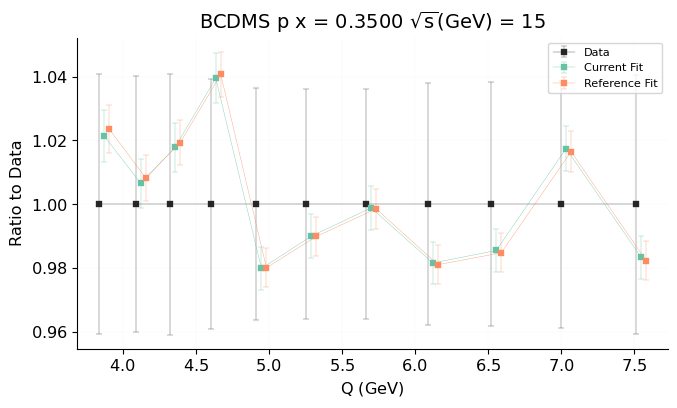 BCDMS p x = 0.3500 √s(GeV) = 15
Data
Current Fit
Reference Fit
Ratio to Data
1.04
1.02
1.00
0.98
0.96
4.0 4.5 5.0 5.5 6.0 6.5 7.0 7.5
Q (GeV)